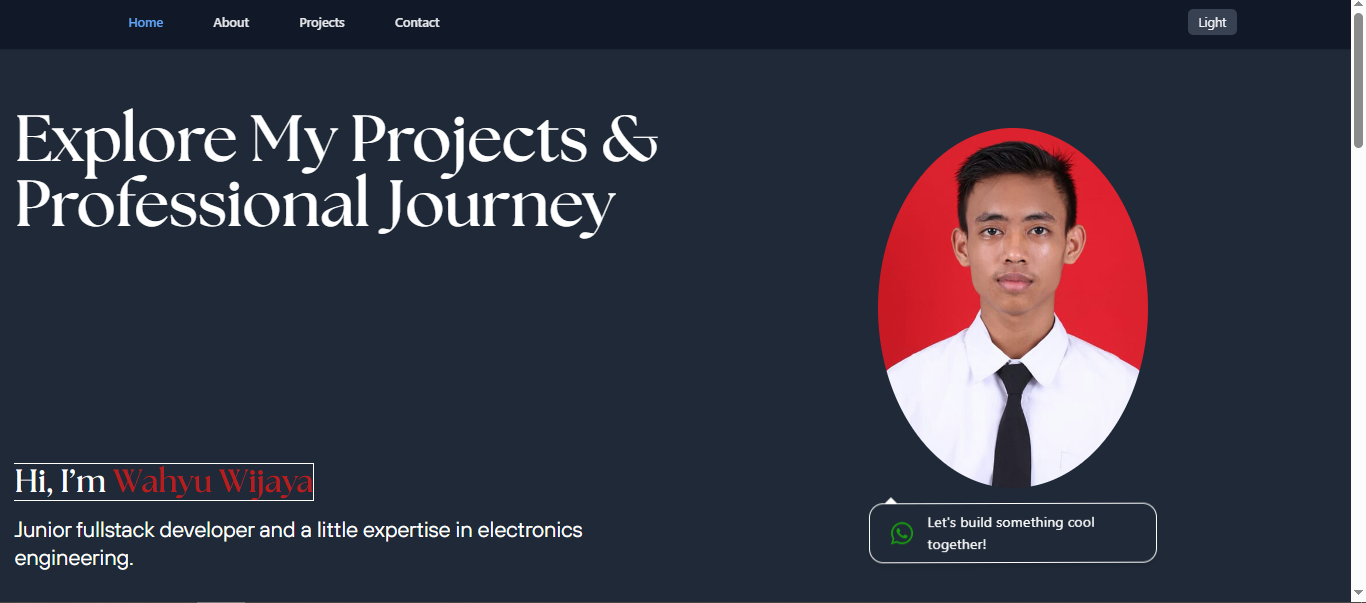 Home About Projects Contact Light
Explore My Projects &
Professional Journey
Hi, I'm Wahyu Wijaya
Junior fullstack developer and a little expertise in electronics
engineering.
Let's build something cool
together!